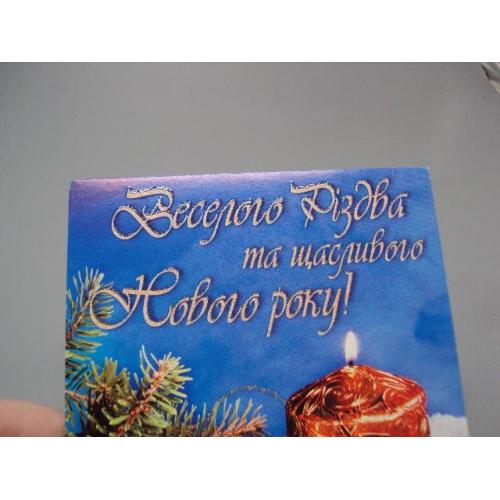 Веселого Різдва
та щасливого
Нового року!